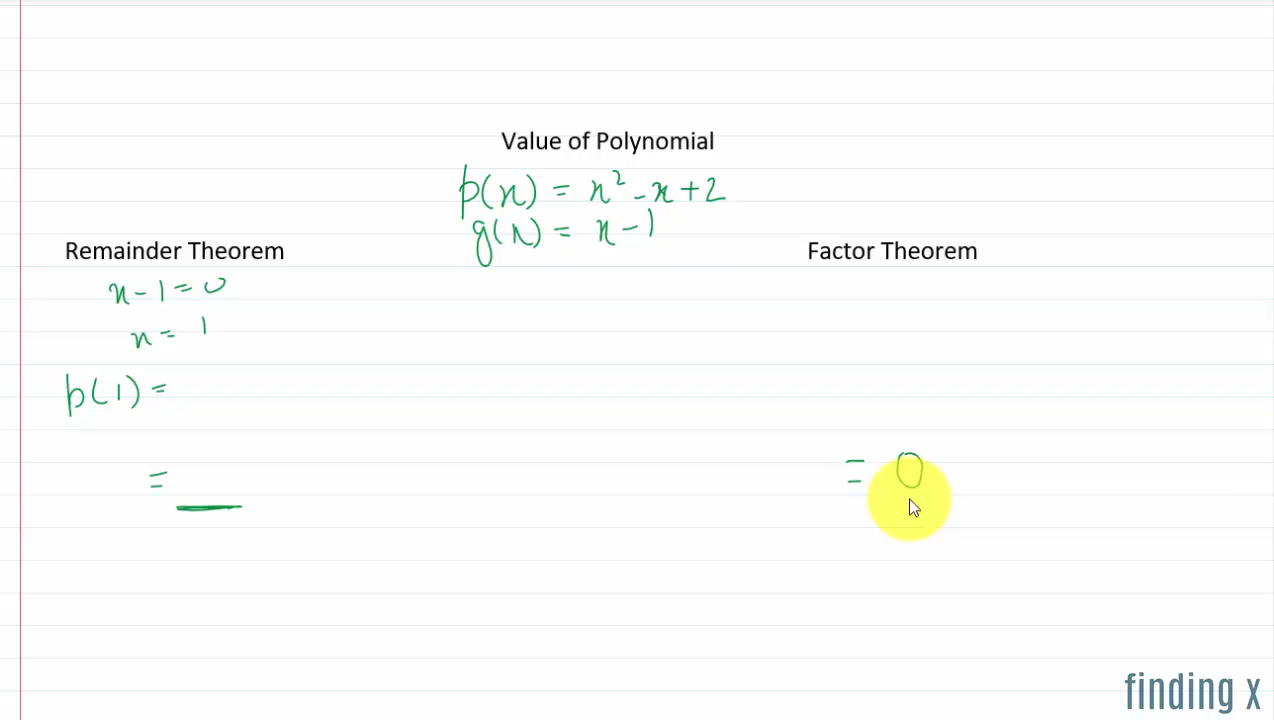 Value of Polynomial
p(x) = x² - x + 2
g(x) = x - 1
Remainder Theorem
x - 1 = 0
x = 1
p(1) =
=
Factor Theorem
= 0
finding x